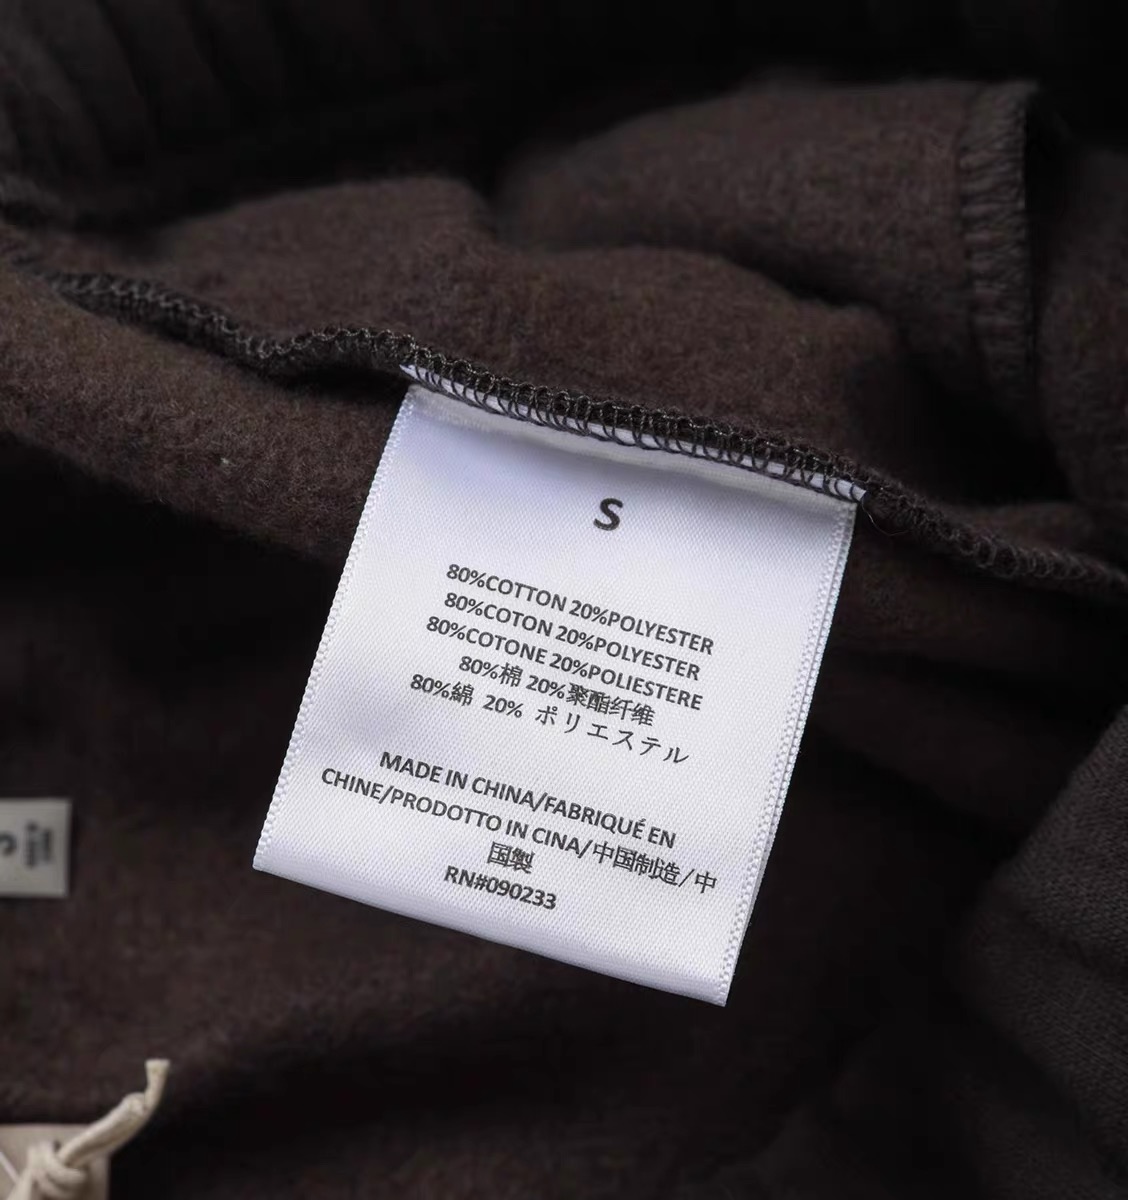 S
80%COTTON 20%POLYESTER
80%COTON 20%POLYESTER
80%COTONE 20%POLIESTERE
80%棉 20%聚酯纤维
80%綿 20% ポリエステル
MADE IN CHINA/FABRIQUÉ EN
CHINE/PRODOTTO IN CINA/中国制造/中
国製
RN#090233